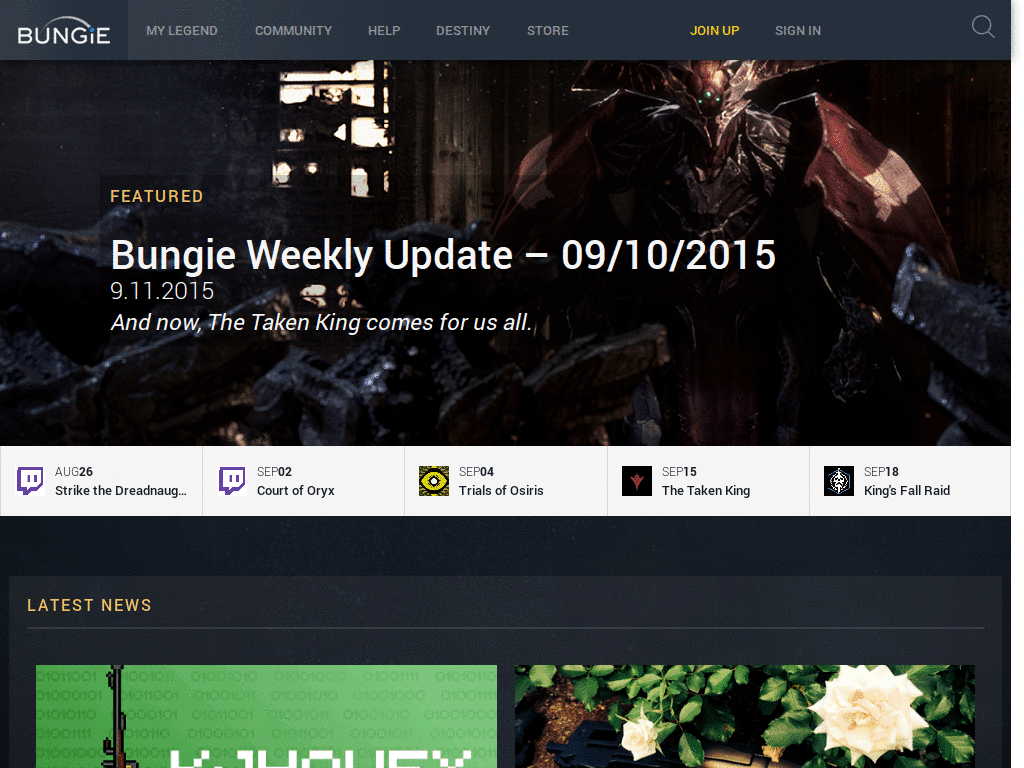 BUNGiE
MY LEGEND
COMMUNITY
HELP
DESTINY
STORE
JOIN UP
SIGN IN
FEATURED
Bungie Weekly Update – 09/10/2015
9.11.2015
And now, The Taken King comes for us all.
AUG26
Strike the Dreadnaug...
SEP02
Court of Oryx
SEP04
Trials of Osiris
SEP15
The Taken King
SEP18
King's Fall Raid
LATEST NEWS